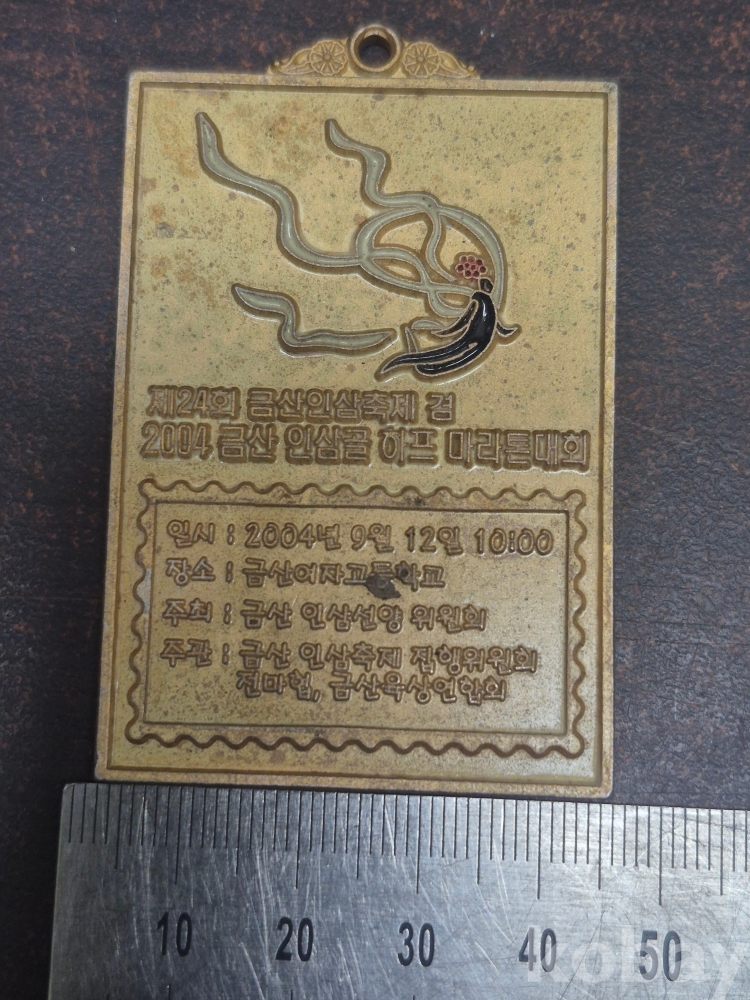 제24회 금산인삼축제 겸
2004 금산 인삼골 하프 마라톤대회
일시 : 2004년 9월 12일 10:00
장소 : 금산여자고등학교
주최 : 금산 인삼선양 위원회
주관 : 금산 인삼축제 집행위원회
전마협, 금산육상연합회
10 20 30 40 50
kobay